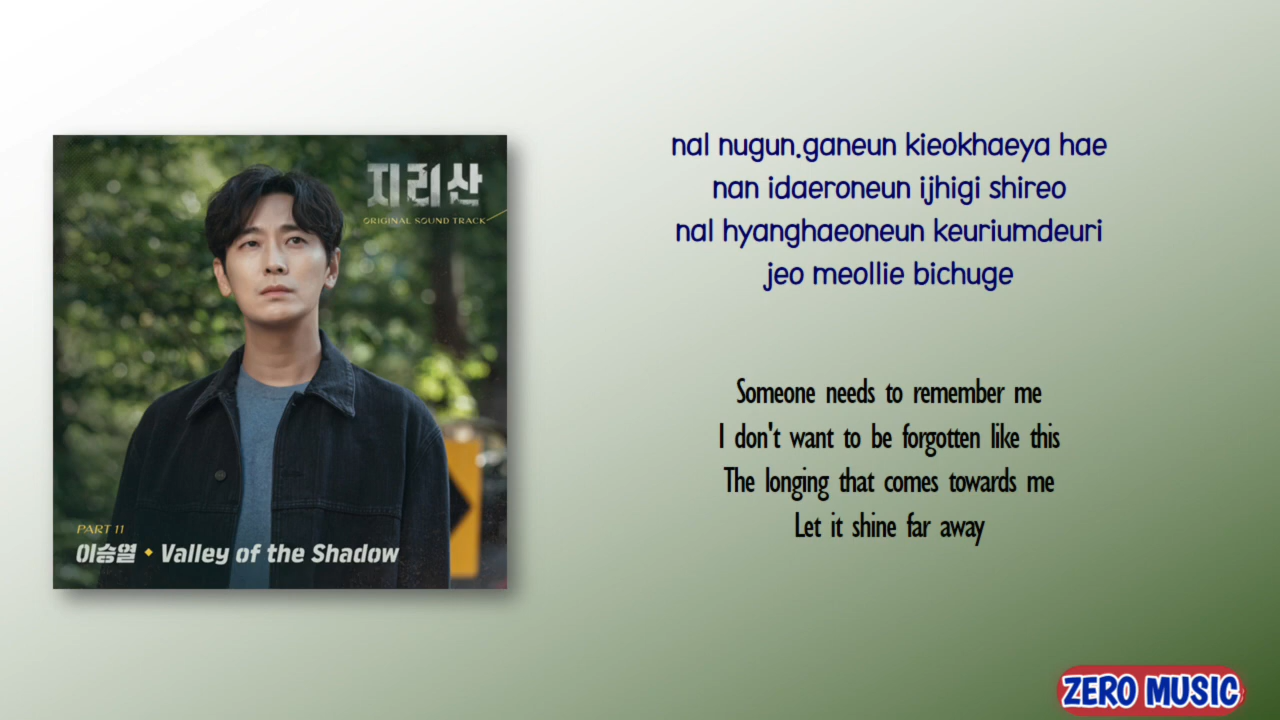 지리산
ORIGINAL SOUND TRACK
PART 11
이승열 • Valley of the Shadow
nal nugun.ganeun kieokhaeya hae
nan idaeroneun ijhigi shireo
nal hyanghaeoneun keuriumdeuri
jeo meollie bichuge
Someone needs to remember me
I don't want to be forgotten like this
The longing that comes towards me
Let it shine far away
ZERO MUSIC